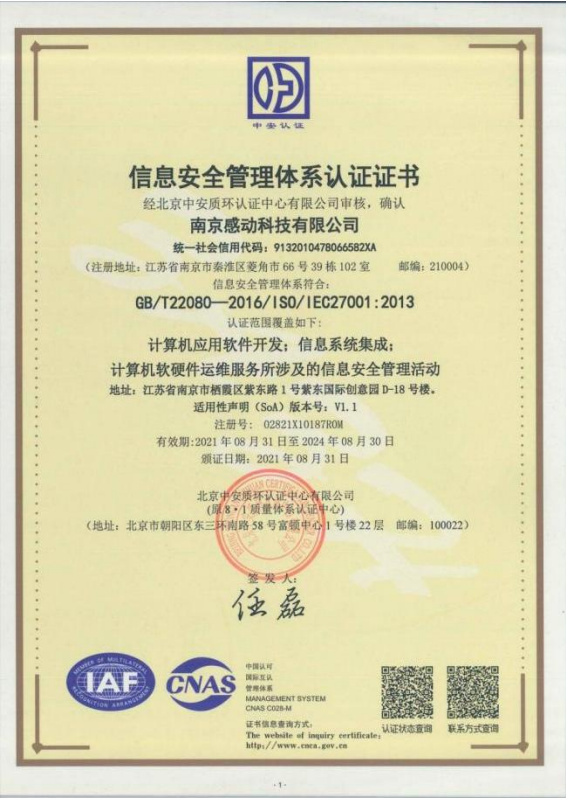 中安认证
信息安全管理体系认证证书
经北京中安质环认证中心有限公司审核，确认
南京感动科技有限公司
统一社会信用代码：91320104780665​82XA
（注册地址：江苏省南京市秦淮区菱角市 66 号 39 栋 102 室 邮编：210004）
信息安全管理体系符合：
GB/T22080—2016/ISO/IEC27001:2013
认证范围覆盖如下：
计算机应用软件开发；信息系统集成；
计算机软硬件运维服务所涉及的信息安全管理活动
地址：江苏省南京市栖霞区紫东路 1 号紫东国际创意园 D-18 号楼。
适用性声明（SoA）版本号：V1.1
注册号： 02821X10187R0M
有效期:2021 年 08 月 31 日至 2024 年 08 月 30 日
颁证日期： 2021 年 08 月 31 日
北京中安质环认证中心有限公司
(原 8·1 质量体系认证中心)
（地址：北京市朝阳区东三环南路 58 号富顿中心 1 号楼 22 层 邮编：100022）
签 发 人：
任磊
MEMBER OF MULTILATERAL
IAF
RECOGNITION ARRANGEMENT
CNAS
中国认可
国际互认
管理体系
MANAGEMENT SYSTEM
CNAS C028-M
证书信息查询方式：
The website of inquiry certificate:
http://www.cnca.gov.cn
认证状态查询 联系方式查询
- 1 -